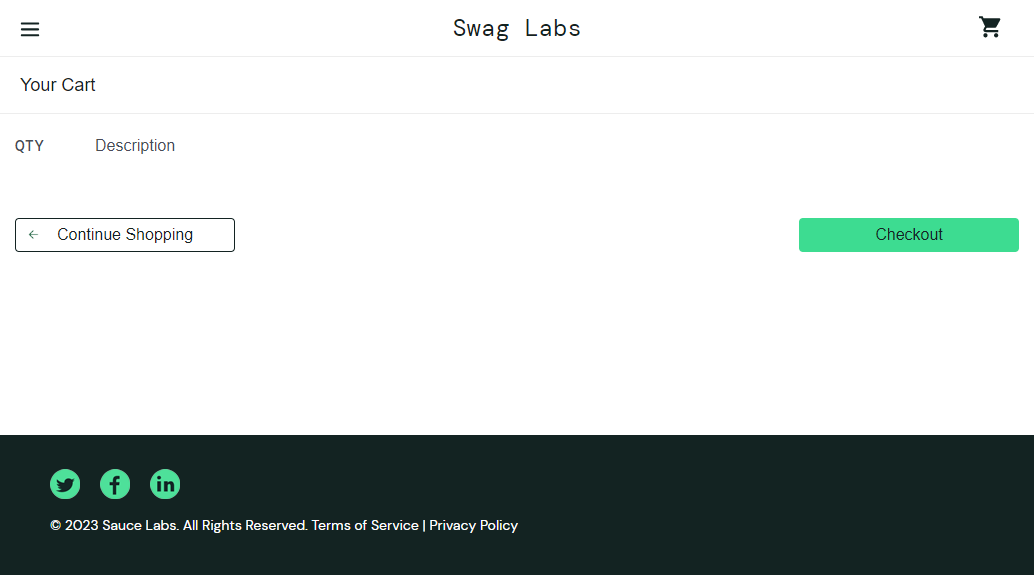 Swag Labs
Your Cart
QTY Description
Continue Shopping Checkout
© 2023 Sauce Labs. All Rights Reserved. Terms of Service | Privacy Policy